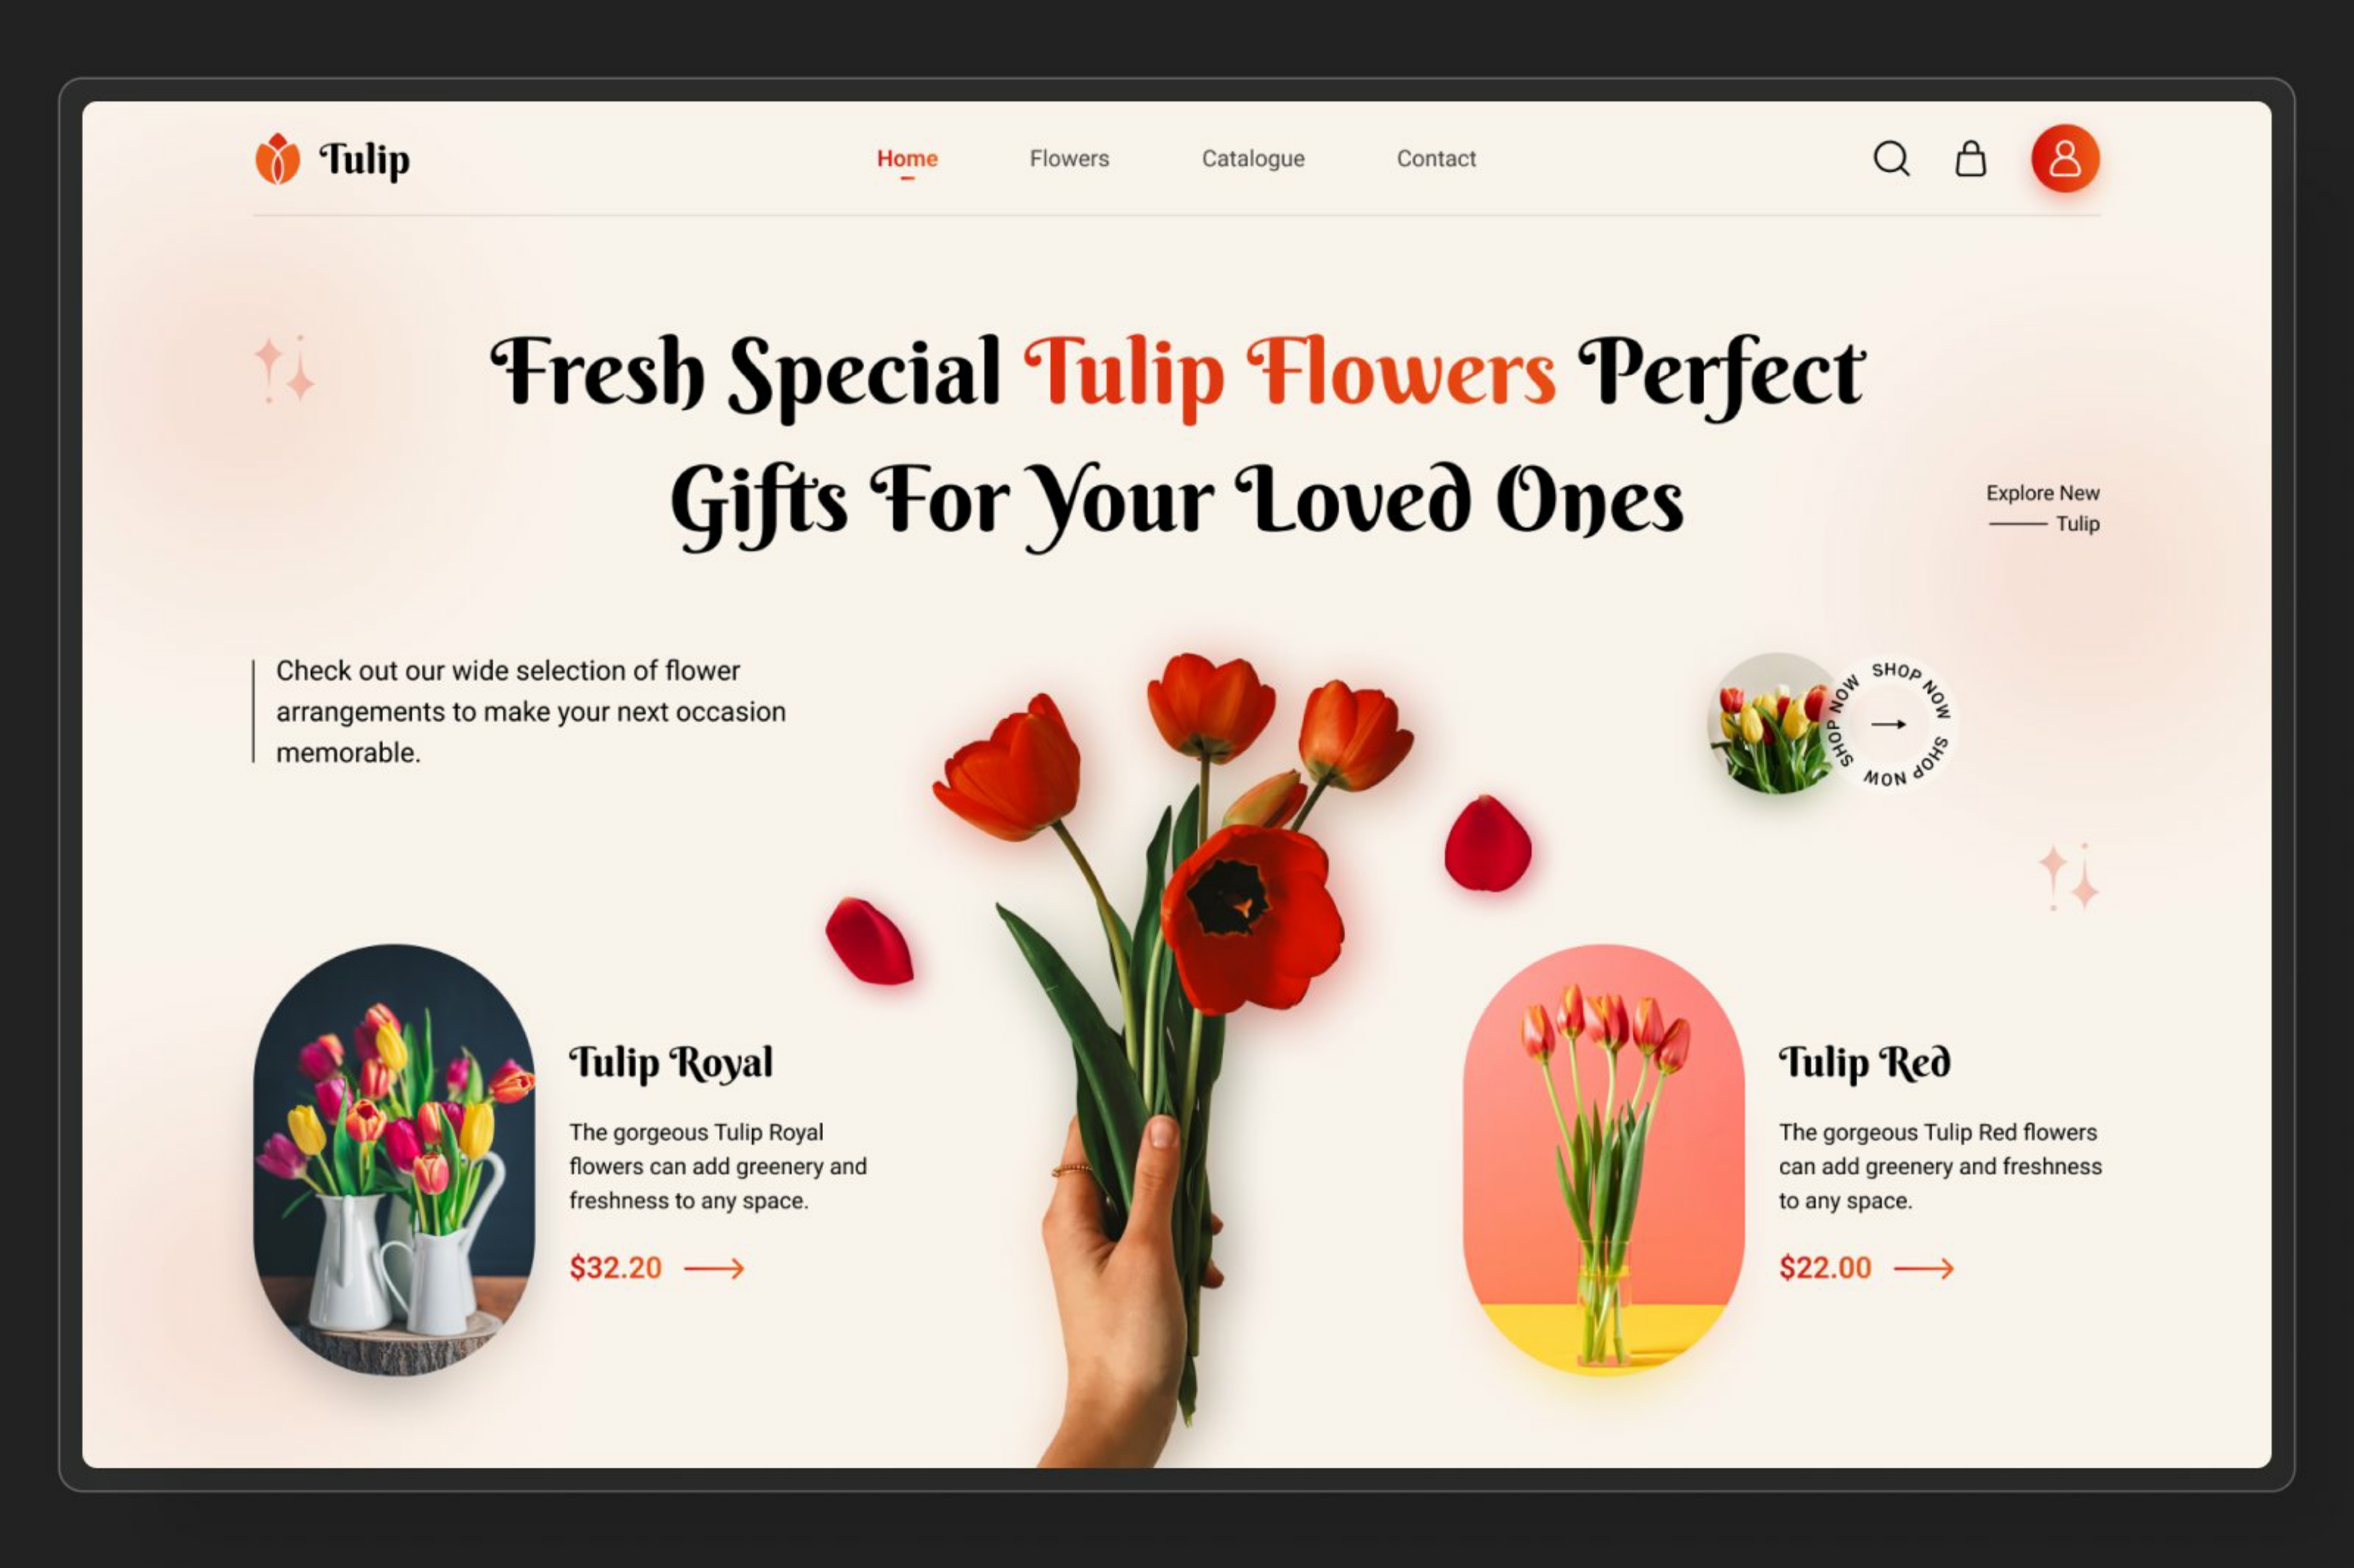 Tulip
Home
Flowers
Catalogue
Contact
Fresh Special Tulip Flowers Perfect
Gifts For Your Loved Ones
Explore New
Tulip
Check out our wide selection of flower
arrangements to make your next occasion
memorable.
SHOP NOW SHOP NOW SHOP NOW
Tulip Royal
The gorgeous Tulip Royal
flowers can add greenery and
freshness to any space.
$32.20
Tulip Red
The gorgeous Tulip Red flowers
can add greenery and freshness
to any space.
$22.00